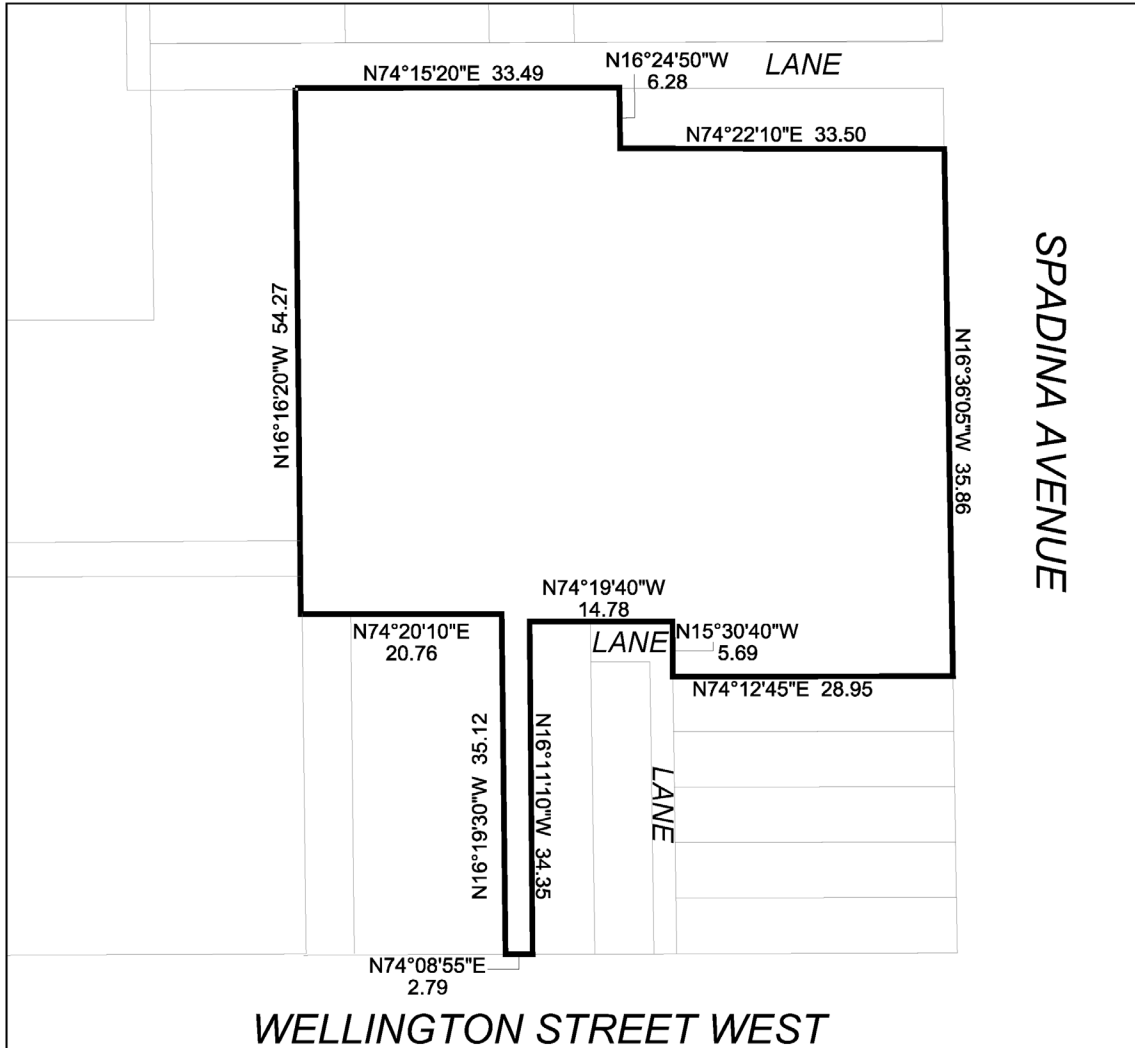 N16°24'50"W
6.28
LANE
N74°15'20"E 33.49
N74°22'10"E 33.50
SPADINA AVENUE
N16°16'20"W 54.27
N16°36'05"W 35.86
N74°19'40"W
14.78
N74°20'10"E
20.76
LANE
N15°30'40"W
5.69
N74°12'45"E 28.95
N16°19'30"W 35.12
N16°11'10"W 34.35
LANE
N74°08'55"E
2.79
WELLINGTON STREET WEST